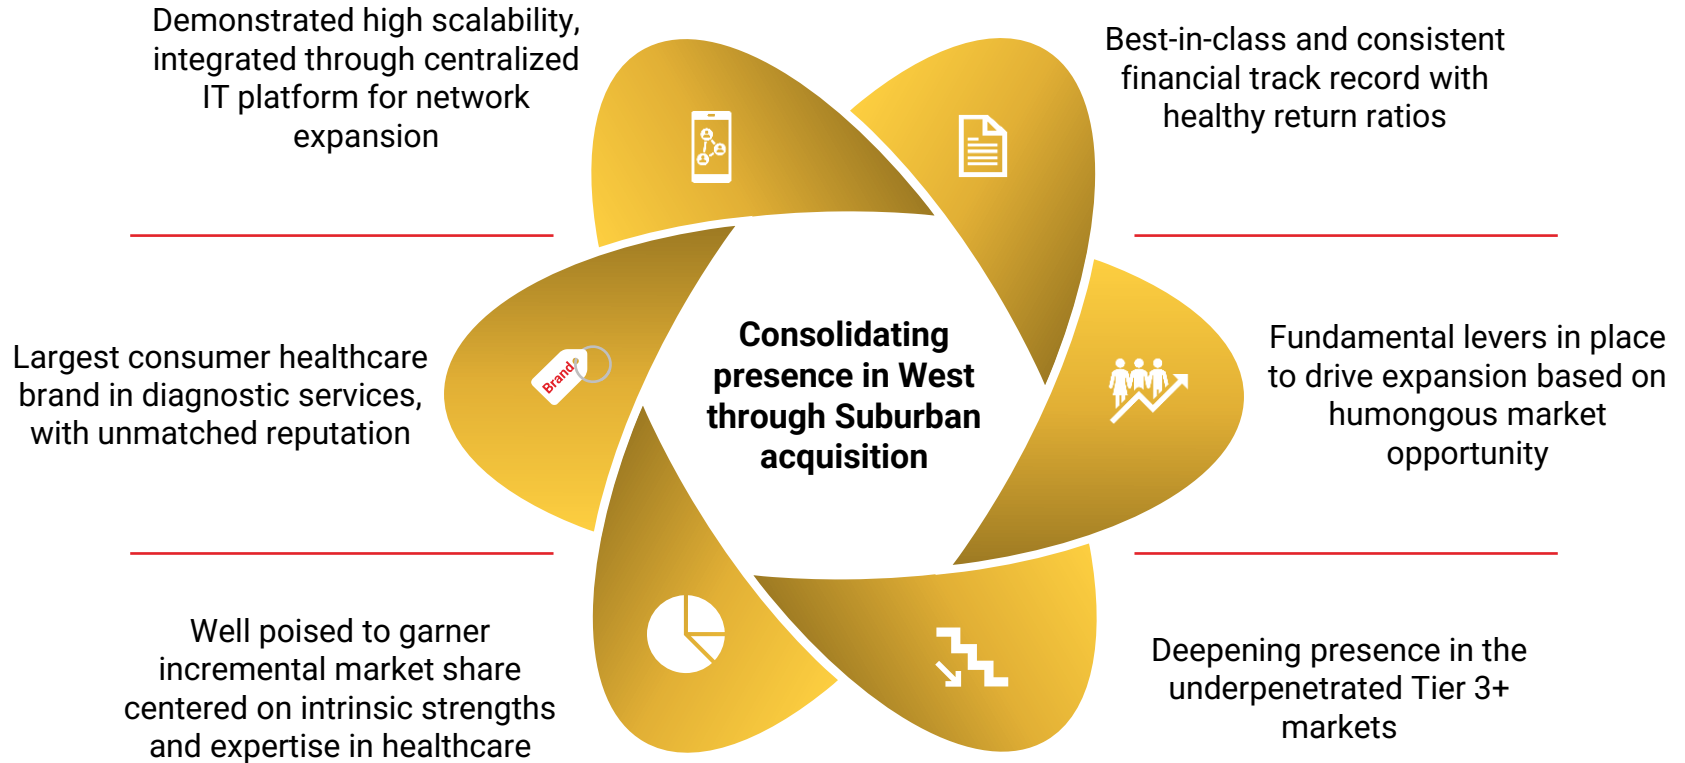 Demonstrated high scalability,
integrated through centralized
IT platform for network
expansion
Best-in-class and consistent
financial track record with
healthy return ratios
Largest consumer healthcare
brand in diagnostic services,
with unmatched reputation
Brand
Consolidating
presence in West
through Suburban
acquisition
Fundamental levers in place
to drive expansion based on
humongous market
opportunity
Well poised to garner
incremental market share
centered on intrinsic strengths
and expertise in healthcare
Deepening presence in the
underpenetrated Tier 3+
markets